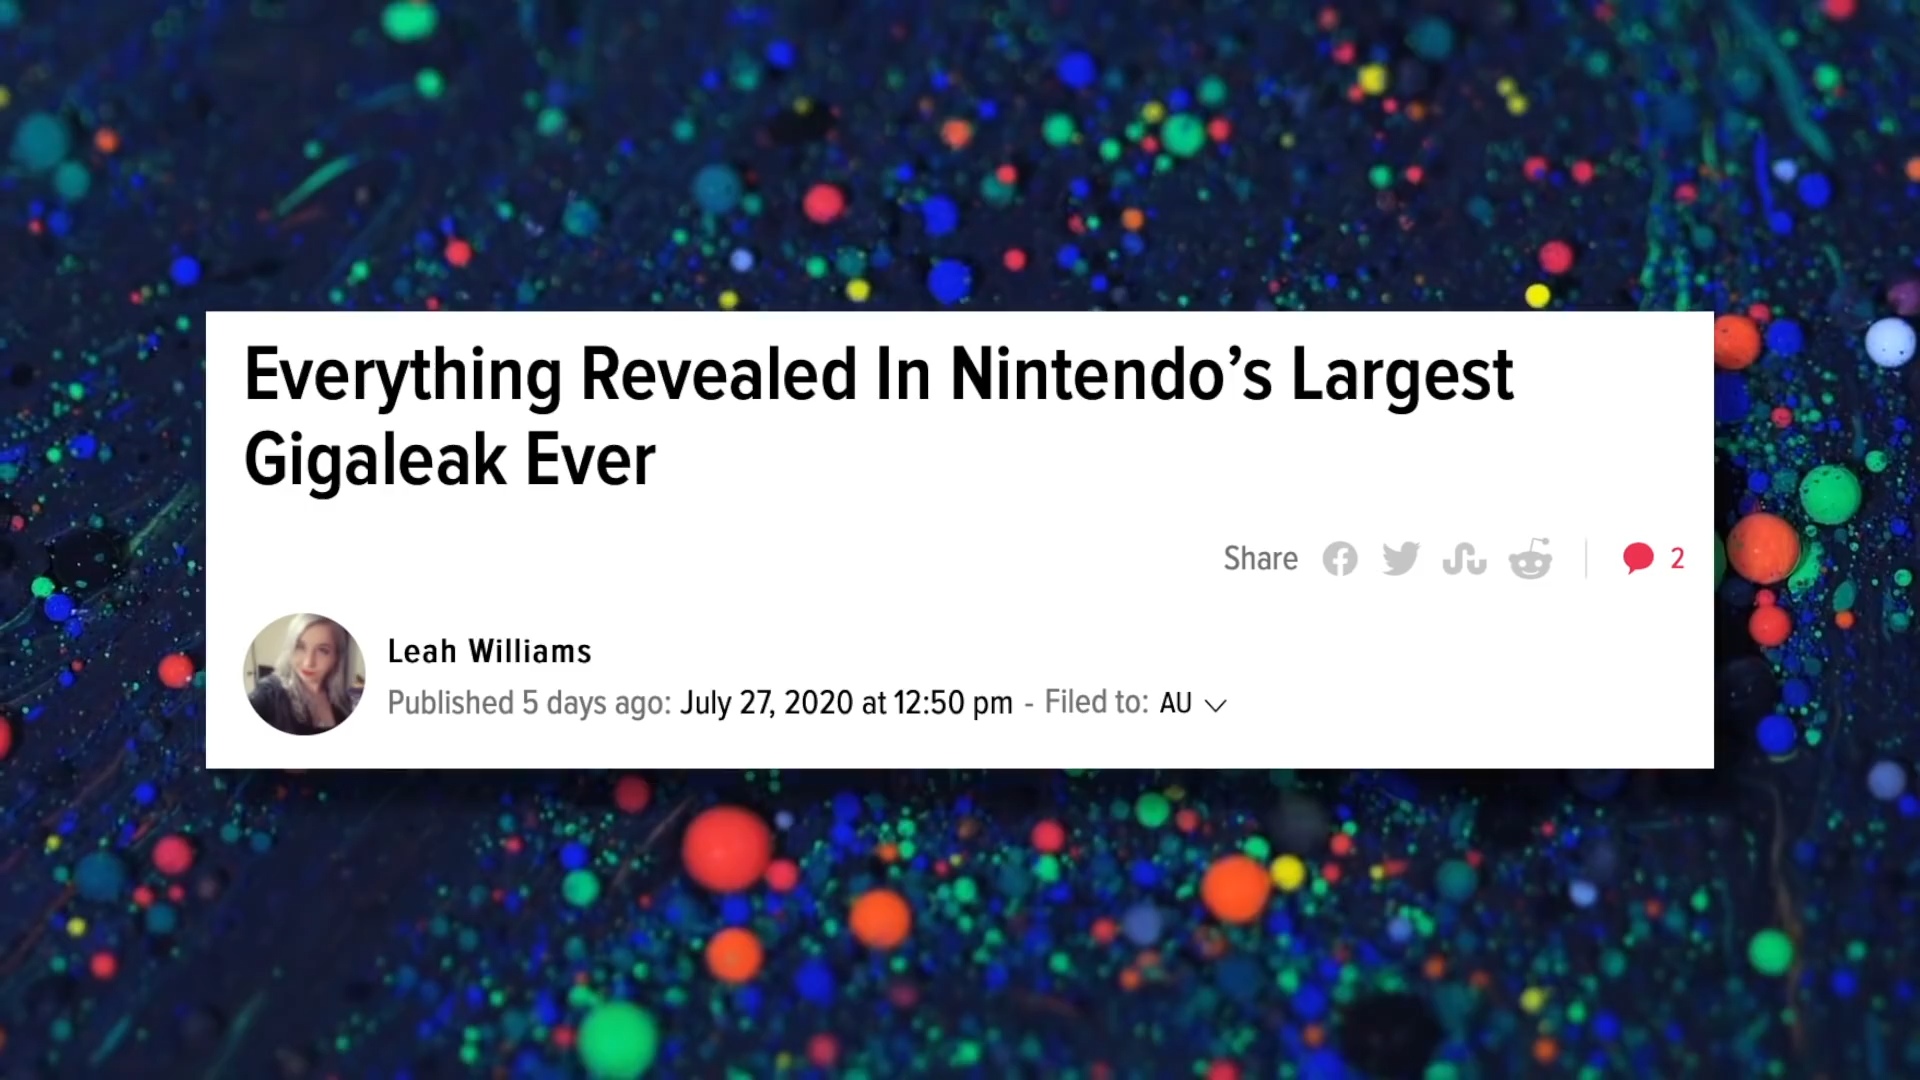 Everything Revealed In Nintendo’s Largest
Gigaleak Ever
Share 2
Leah Williams
Published 5 days ago: July 27, 2020 at 12:50 pm - Filed to: AU